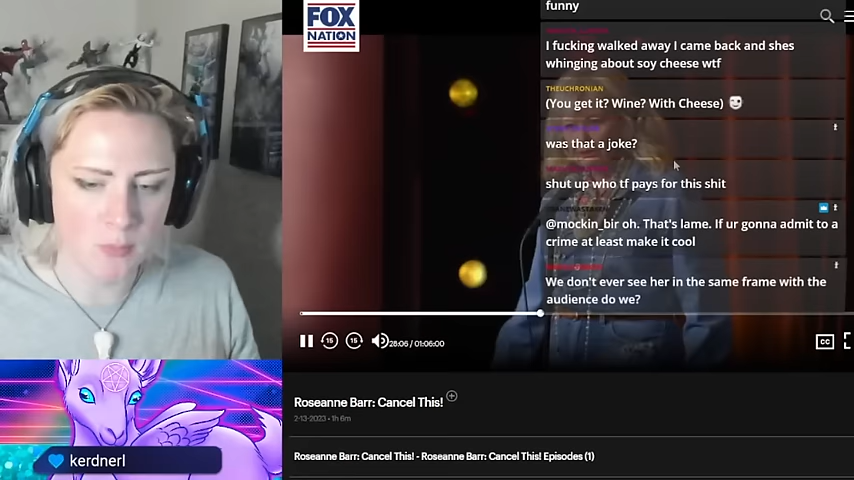 FOX
NATION
funny
I fucking walked away I came back and shes
whinging about soy cheese wtf
THEUCHRONIAN
(You get it? Wine? With Cheese)
was that a joke?
shut up who tf pays for this shit
@mockin_bir oh. That's lame. If ur gonna admit to a
crime at least make it cool
We don't ever see her in the same frame with the
audience do we?
15
15
28:06 / 01:06:00
CC
Roseanne Barr: Cancel This!
2-13-2023 • 1h 6m
Roseanne Barr: Cancel This! - Roseanne Barr: Cancel This! Episodes (1)
kerdnerl